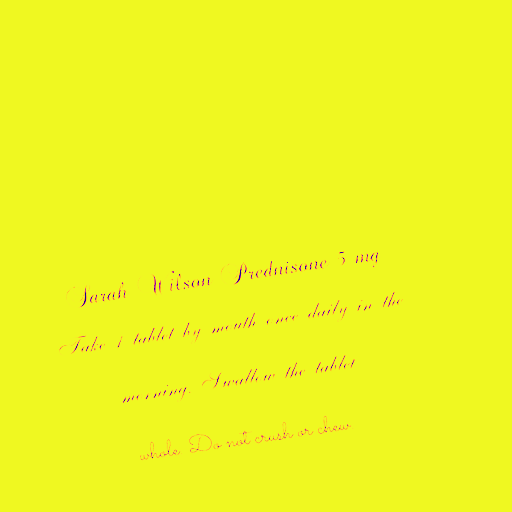 Sarah Wilson Prednisone 5 mg
Take 1 tablet by mouth once daily in the
morning. Swallow the tablet
whole Do not crush or chew